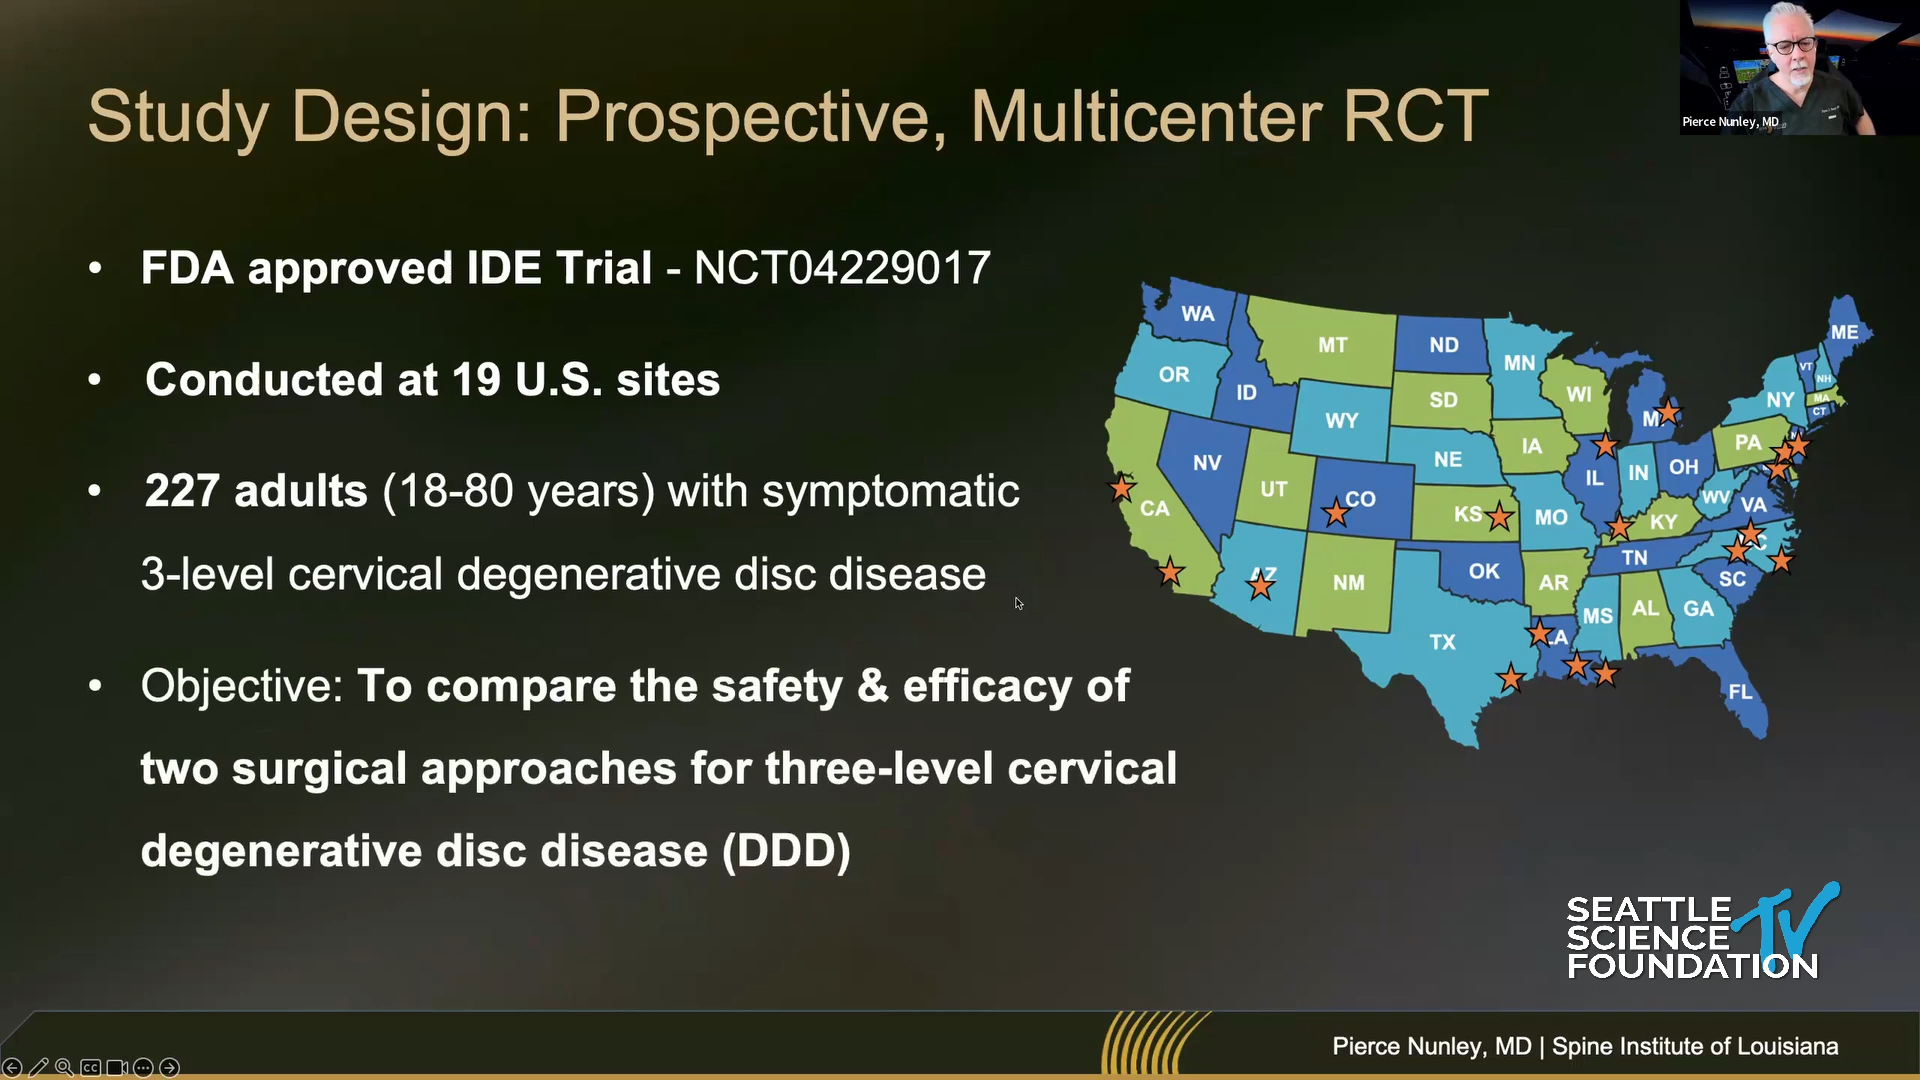 Study Design: Prospective, Multicenter RCT
Pierce Nunley, MD
• FDA approved IDE Trial - NCT04229017
• Conducted at 19 U.S. sites
• 227 adults (18-80 years) with symptomatic
3-level cervical degenerative disc disease
• Objective: To compare the safety & efficacy of
two surgical approaches for three-level cervical
degenerative disc disease (DDD)
WA
MT
ND
MN
ME
OR
ID
WY
SD
WI
NY
VT
NH
MA
CT
NV
UT
CO
NE
IA
IL
IN
OH
PA
CA
KS
MO
KY
WV
VA
AZ
NM
OK
AR
TN
SC
TX
LA
MS
AL
GA
FL
SEATTLE
SCIENCE
FOUNDATION
TV
Pierce Nunley, MD | Spine Institute of Louisiana
CC